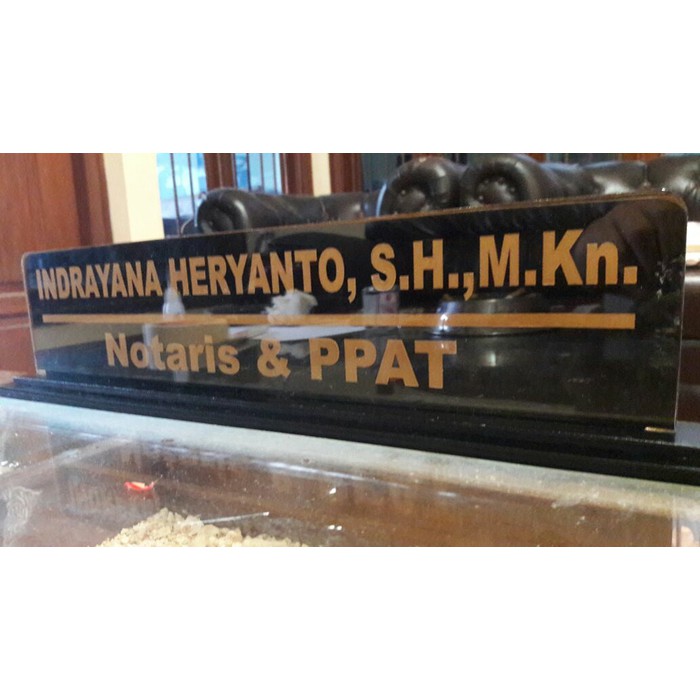 INDRAYANA HERYANTO, S.H.,M.Kn.
Notaris & PPAT